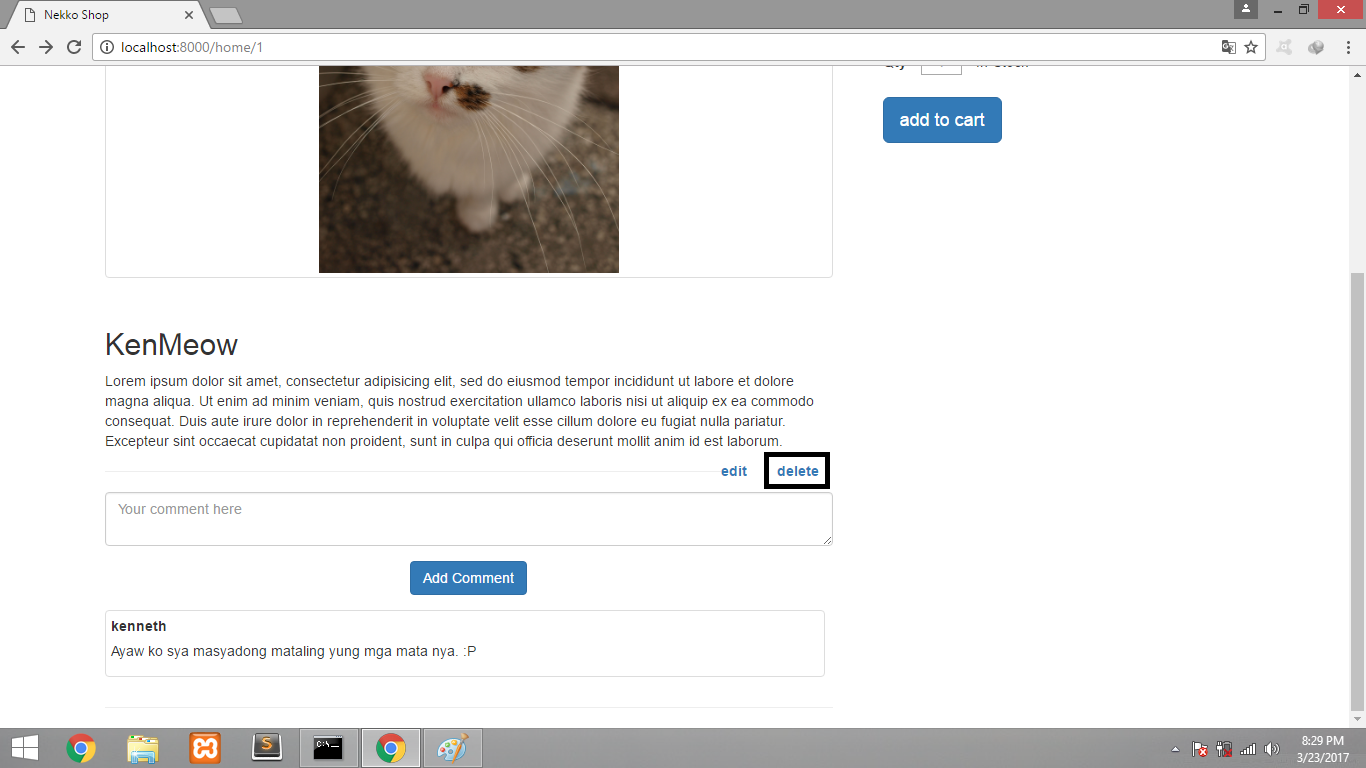 Nekko Shop
localhost:8000/home/1
add to cart
KenMeow
Lorem ipsum dolor sit amet, consectetur adipisicing elit, sed do eiusmod tempor incididunt ut labore et dolore
magna aliqua. Ut enim ad minim veniam, quis nostrud exercitation ullamco laboris nisi ut aliquip ex ea commodo
consequat. Duis aute irure dolor in reprehenderit in voluptate velit esse cillum dolore eu fugiat nulla pariatur.
Excepteur sint occaecat cupidatat non proident, sunt in culpa qui officia deserunt mollit anim id est laborum.
edit delete
Your comment here
Add Comment
kenneth
Ayaw ko sya masyadong mataling yung mga mata nya. :P
8:29 PM
3/23/2017